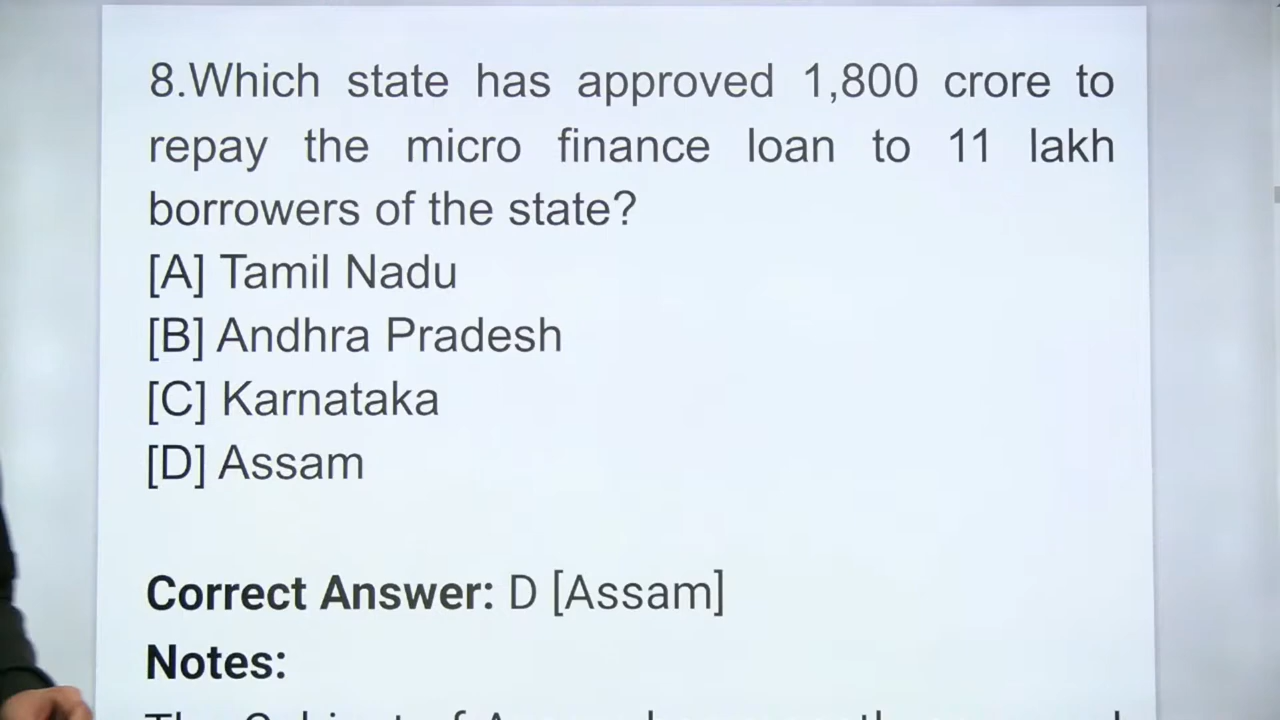 8.Which state has approved 1,800 crore to
repay the micro finance loan to 11 lakh
borrowers of the state?
[A] Tamil Nadu
[B] Andhra Pradesh
[C] Karnataka
[D] Assam
Correct Answer: D [Assam]
Notes: